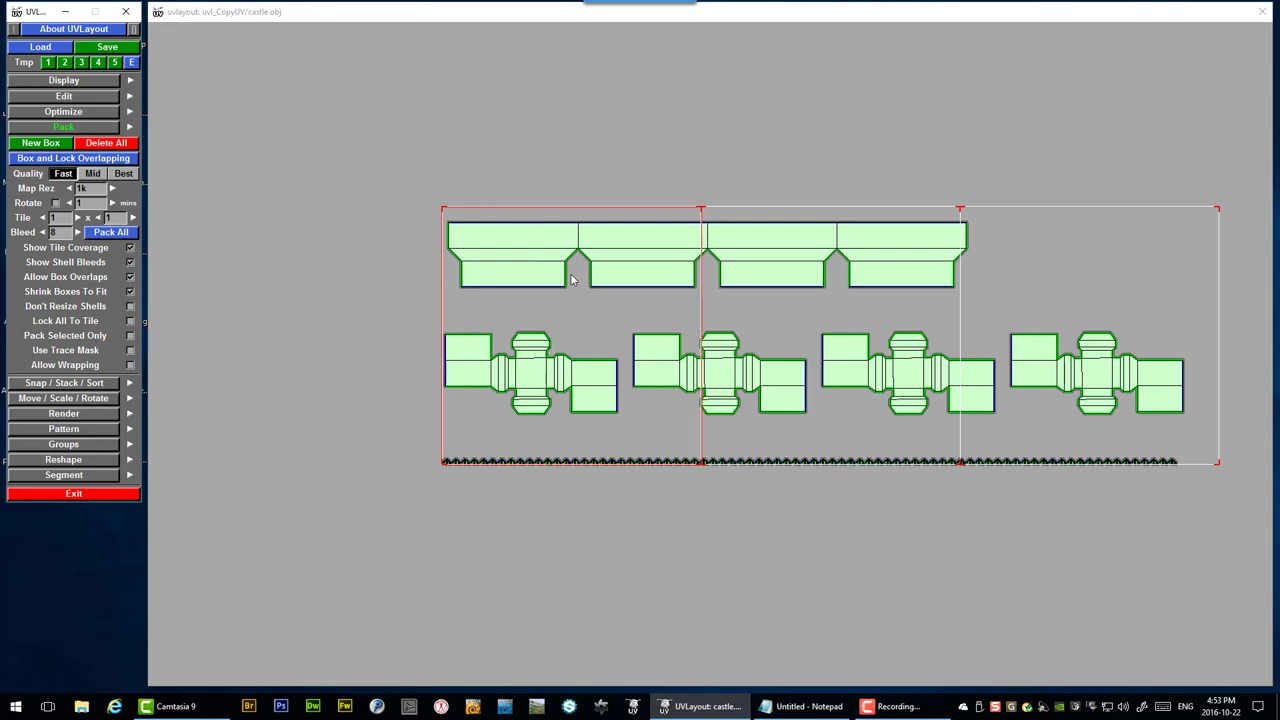 UVL...
uvlayout: uvl_CopyUV/castle.obj
About UVLayout
Load Save
Tmp 1 2 3 4 5 E
Display
Edit
Optimize
Pack
New Box Delete All
Box and Lock Overlapping
Quality Fast Mid Best
Map Rez 1k
Rotate 1 mins
Tile 1 x 1
Bleed 8 Pack All
Show Tile Coverage
Show Shell Bleeds
Allow Box Overlaps
Shrink Boxes To Fit
Don't Resize Shells
Lock All To Tile
Pack Selected Only
Use Trace Mask
Allow Wrapping
Snap / Stack / Sort
Move / Scale / Rotate
Render
Pattern
Groups
Reshape
Segment
Exit
Camtasia 9
Br Ps Dw Fw
UVLayout: castle....
Untitled - Notepad
Recording...
ENG
4:53 PM
2016-10-22